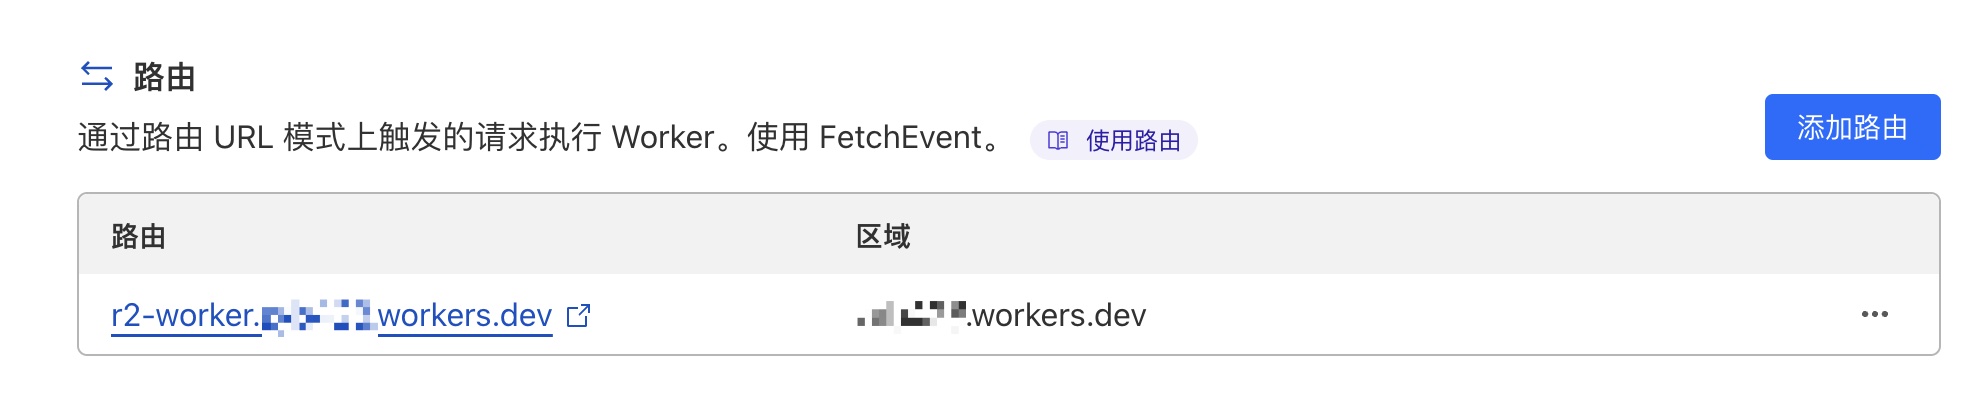 路由
通过路由 URL 模式上触发的请求执行 Worker。使用 FetchEvent。 使用路由
添加路由
路由 区域
r2-worker. workers.dev .workers.dev